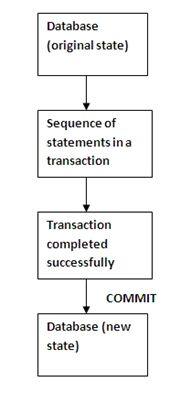 Database
(original state)
Sequence of
statements in a
transaction
Transaction
completed
successfully
COMMIT
Database (new
state)